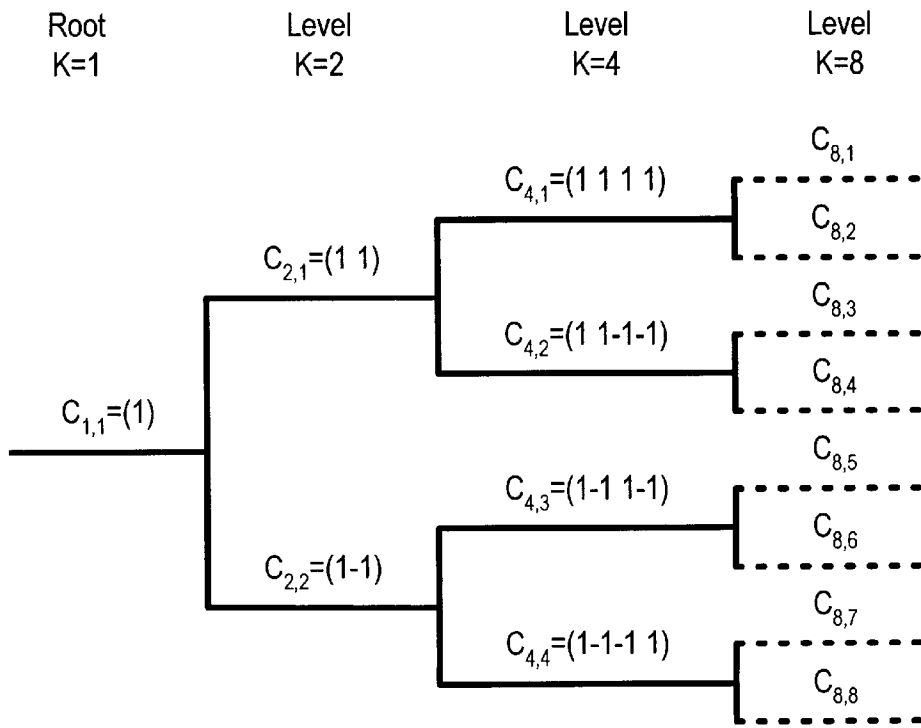 Root Level Level Level
K=1 K=2 K=4 K=8
C8,1
C4,1=(1 1 1 1)
C8,2
C2,1=(1 1)
C8,3
C4,2=(1 1-1-1)
C8,4
C1,1=(1)
C8,5
C4,3=(1-1 1-1)
C8,6
C2,2=(1-1)
C8,7
C4,4=(1-1-1 1)
C8,8